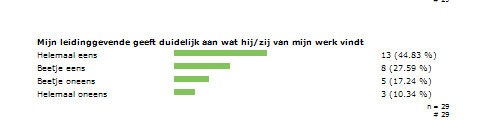 # 29
Mijn leidinggevende geeft duidelijk aan wat hij/zij van mijn werk vindt
Helemaal eens 13 (44.83 %)
Beetje eens 8 (27.59 %)
Beetje oneens 5 (17.24 %)
Helemaal oneens 3 (10.34 %)
n = 29
# 29